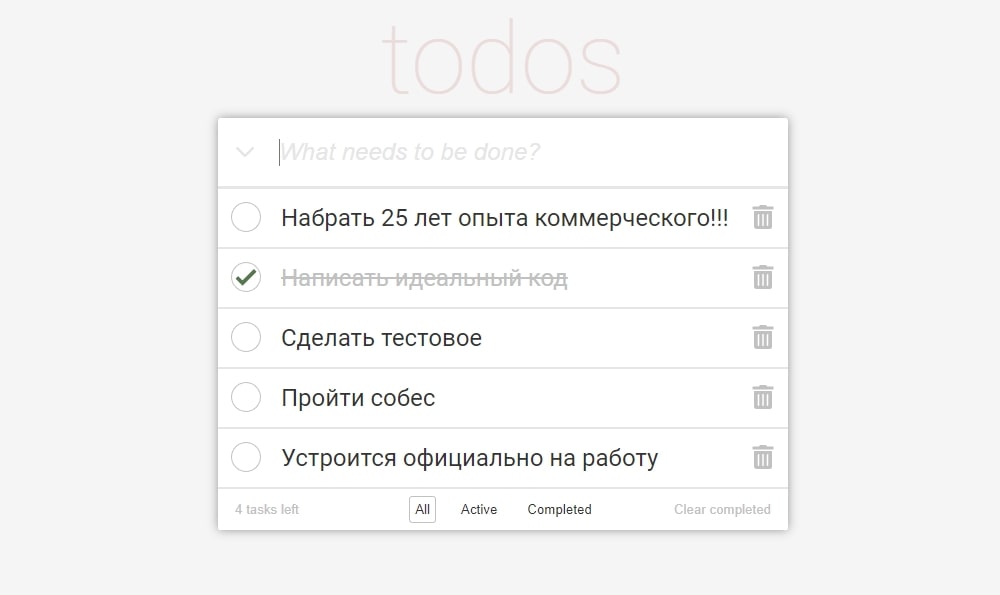 todos
What needs to be done?
Набрать 25 лет опыта коммерческого!!!
Написать идеальный код
Сделать тестовое
Пройти собес
Устроится официально на работу
4 tasks left All Active Completed Clear completed